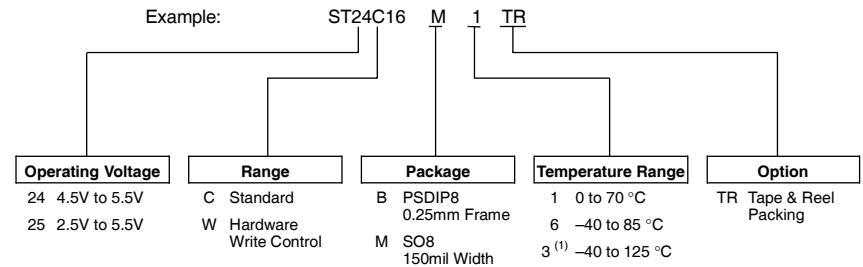 Example: ST24C16 M 1 TR
Operating Voltage
24 4.5V to 5.5V
25 2.5V to 5.5V
Range
C Standard
W Hardware
Write Control
Package
B PSDIP8
0.25mm Frame
M SO8
150mil Width
Temperature Range
1 0 to 70 °C
6 –40 to 85 °C
3 (1) –40 to 125 °C
Option
TR Tape & Reel
Packing